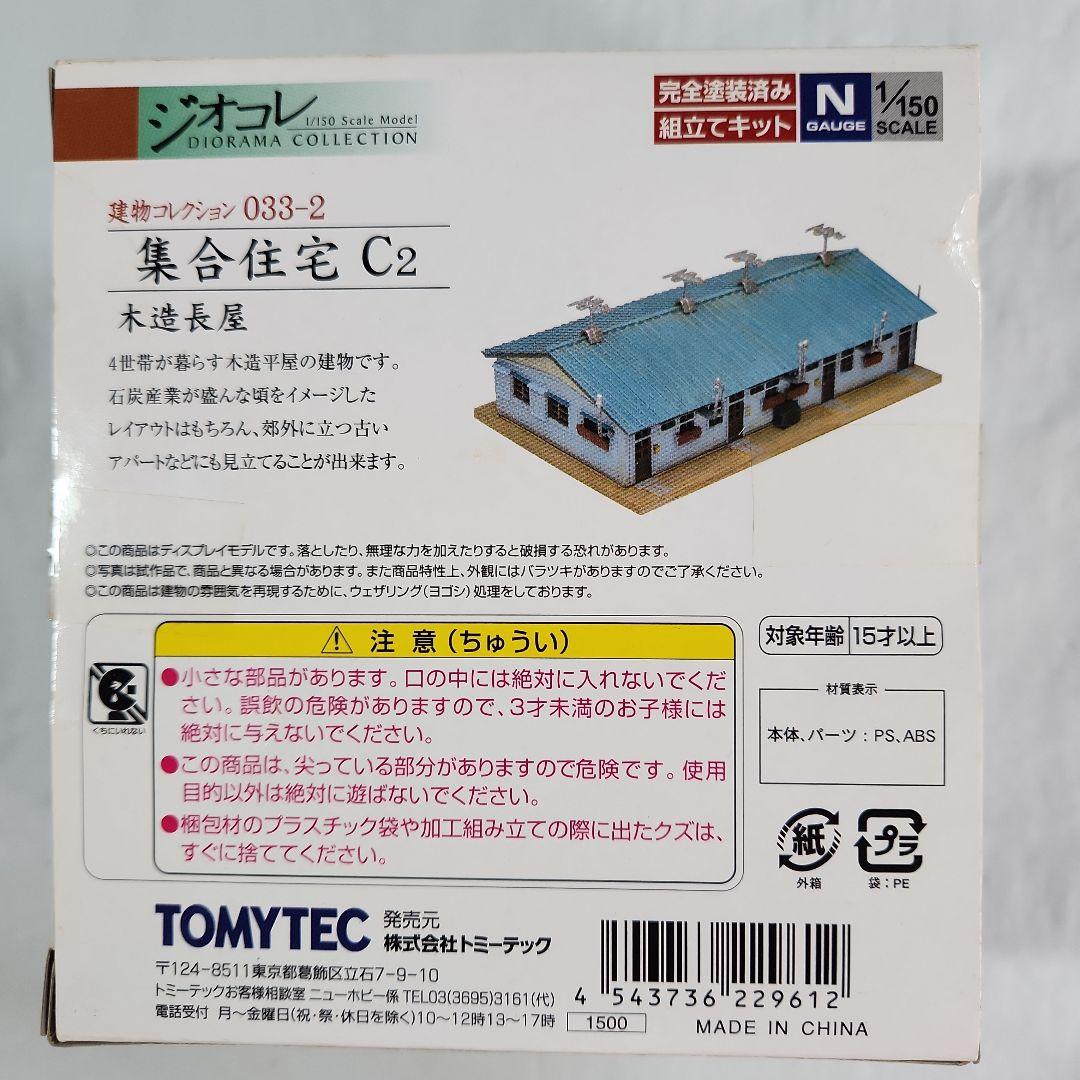 ジオコレ 1/150 Scale Model
DIORAMA COLLECTION
完全塗装済み
組立てキット
N
GAUGE
1/150
SCALE
建物コレクション 033-2
集合住宅 C2
木造長屋
4世帯が暮らす木造平屋の建物です。
石炭産業が盛んな頃をイメージした
レイアウトはもちろん、郊外に立つ古い
アパートなどにも見立てることが出来ます。
◎この商品はディスプレイモデルです。落としたり、無理な力を加えたりすると破損する恐れがあります。
◎写真は試作品で、商品と異なる場合があります。また商品特性上、外観にはバラツキがありますのでご了承ください。
◎この商品は建物の雰囲気を再現するために、ウェザリング(ヨゴシ)処理をしております。
⚠ 注意(ちゅうい)
くちにいれない
●小さな部品があります。口の中には絶対に入れないでくだ
さい。誤飲の危険がありますので、3才未満のお子様には
絶対に与えないでください。
●この商品は、尖っている部分がありますので危険です。使用
目的以外は絶対に遊ばないでください。
●梱包材のプラスチック袋や加工組み立ての際に出たクズは、
すぐに捨ててください。
対象年齢 15才以上
材質表示
本体、パーツ:PS、ABS
紙
外箱
プラ
袋:PE
TOMYTEC
発売元
株式会社トミーテック
〒124-8511東京都葛飾区立石7-9-10
トミーテックお客様相談室 ニューホビー係 TEL03(3695)3161(代)
電話受付 月~金曜日(祝・祭・休日を除く)10~12時13~17時
1500
4 543736 229612
MADE IN CHINA